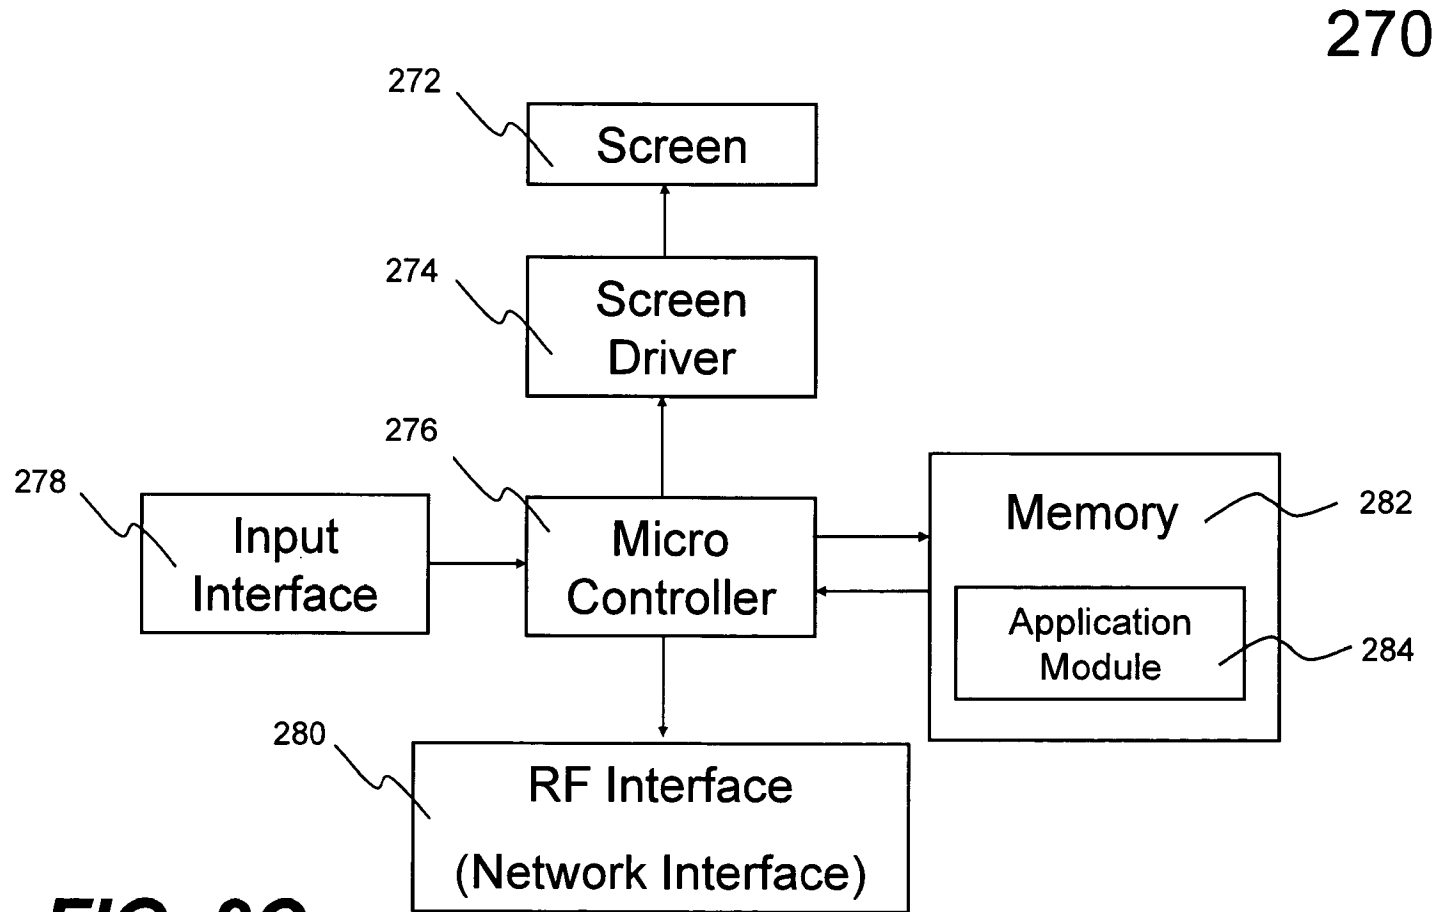 270
272
Screen
274
Screen
Driver
276
278
Input
Interface
Micro
Controller
Memory
282
Application
Module
284
280
RF Interface
(Network Interface)